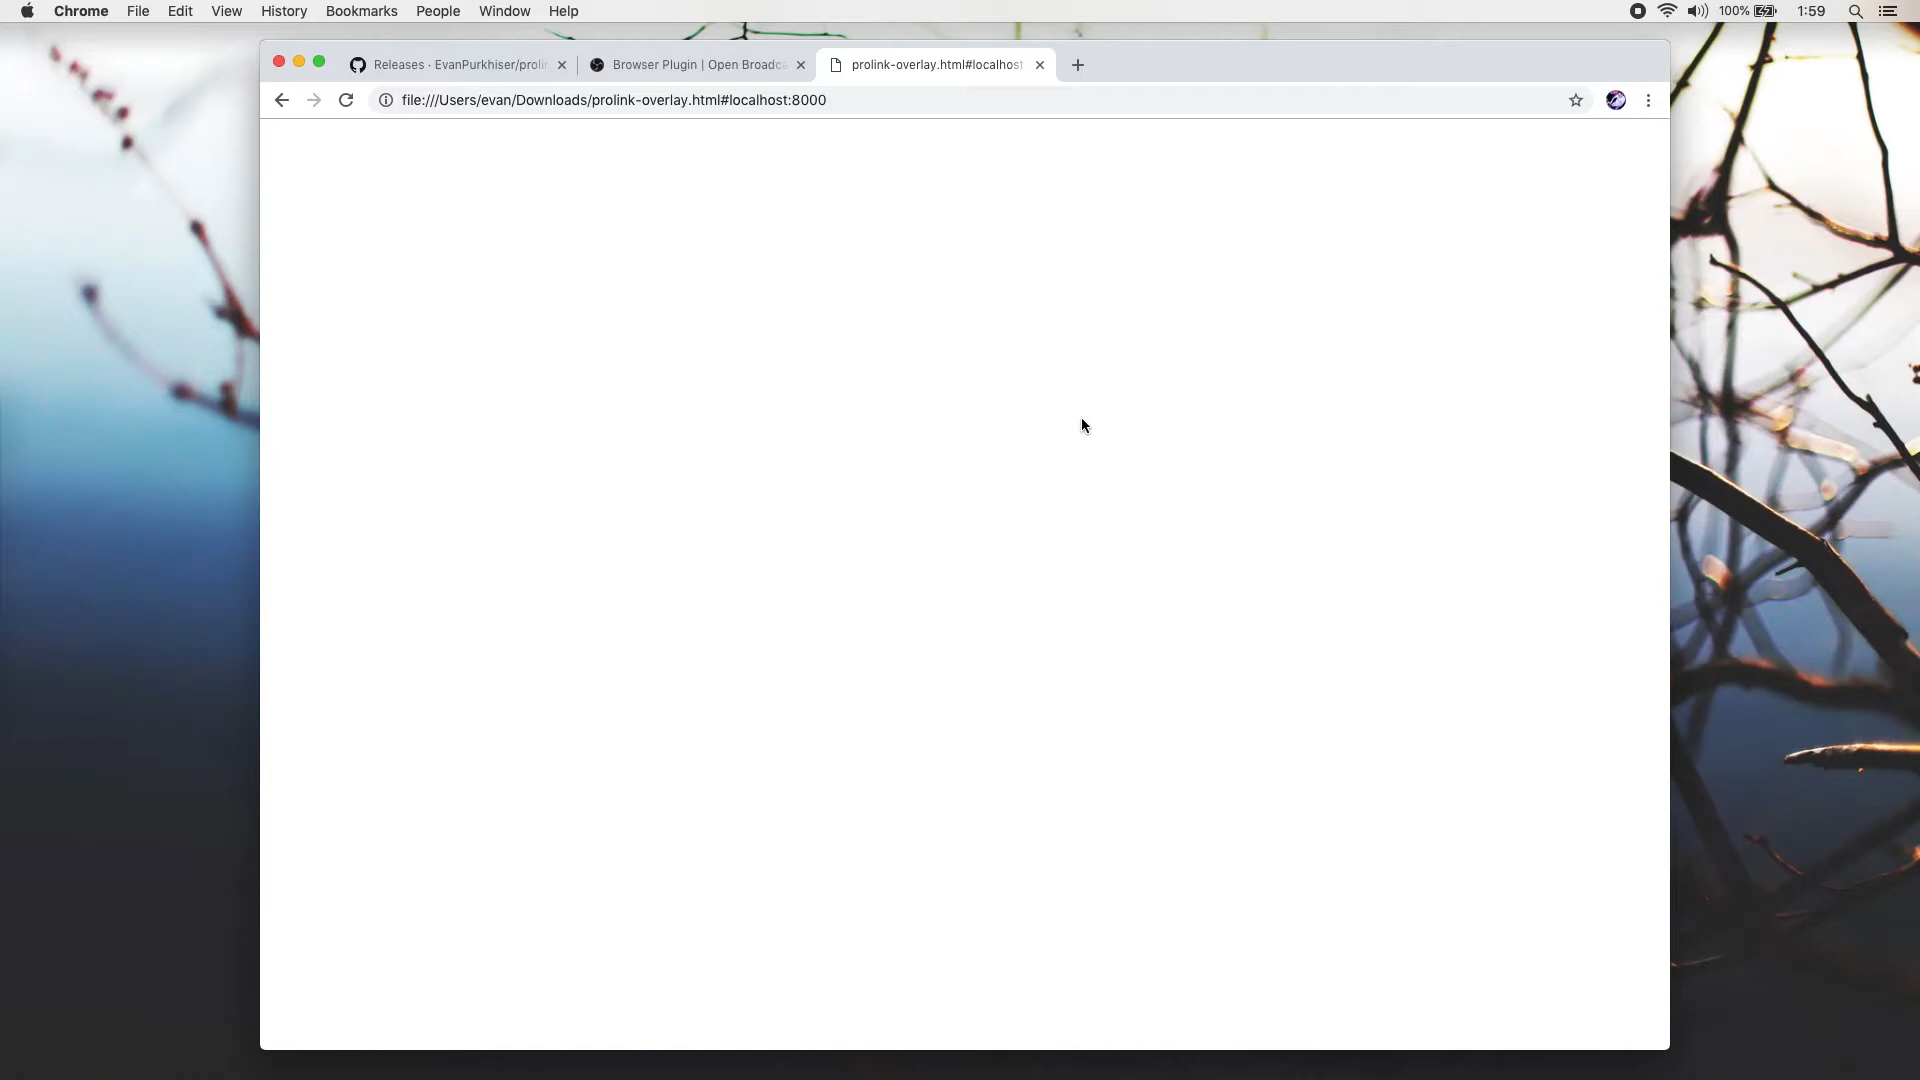 Chrome File Edit View History Bookmarks People Window Help 100% 1:59
Releases · EvanPurkhiser/proli Browser Plugin | Open Broadca prolink-overlay.html#localhost
file:///Users/evan/Downloads/prolink-overlay.html#localhost:8000